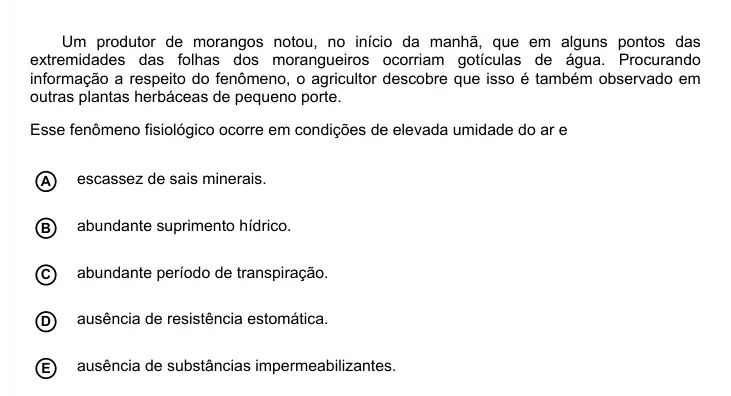 Um produtor de morangos notou, no início da manhã, que em alguns pontos das
extremidades das folhas dos morangueiros ocorriam gotículas de água. Procurando
informação a respeito do fenômeno, o agricultor descobre que isso é também observado em
outras plantas herbáceas de pequeno porte.
Esse fenômeno fisiológico ocorre em condições de elevada umidade do ar e
A escassez de sais minerais.
B abundante suprimento hídrico.
C abundante período de transpiração.
D ausência de resistência estomática.
E ausência de substâncias impermeabilizantes.